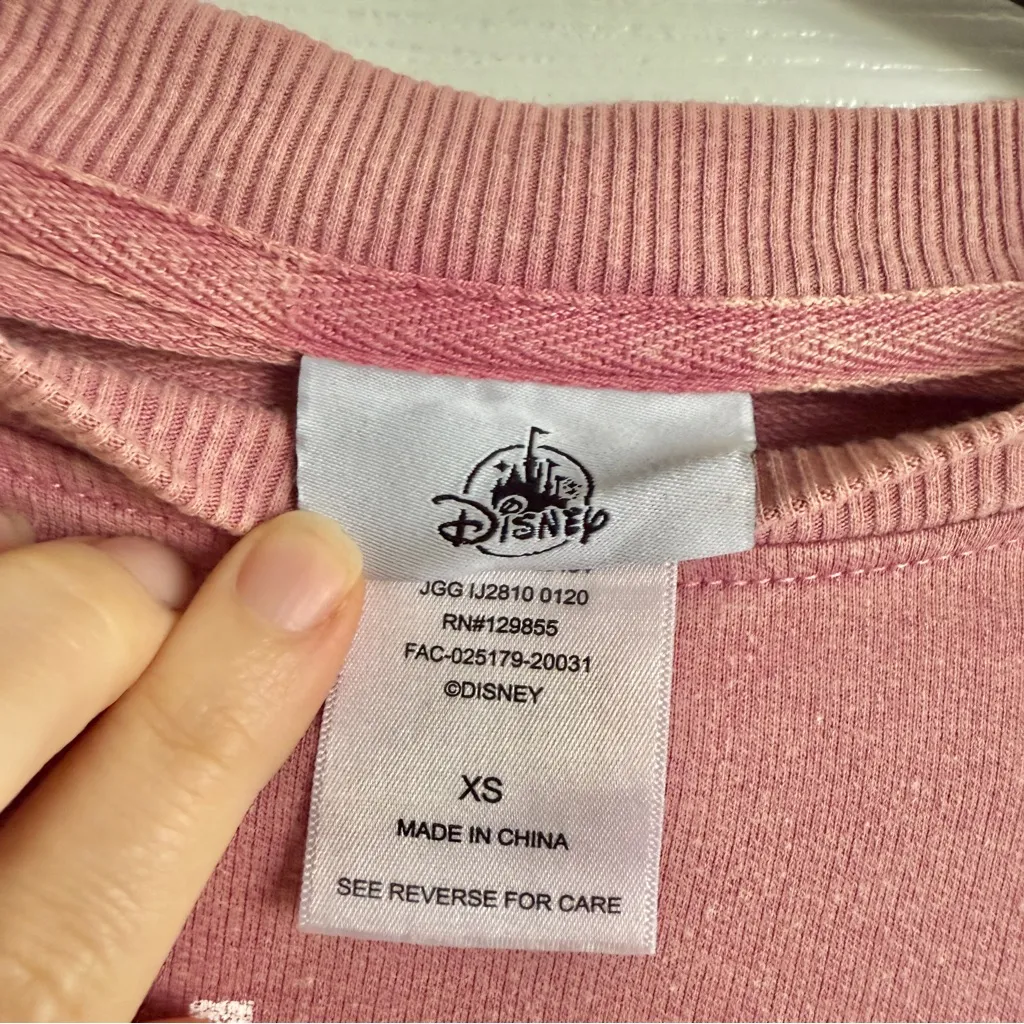 Disney
JGG IJ2810 0120
RN#129855
FAC-025179-20031
©DISNEY
XS
MADE IN CHINA
SEE REVERSE FOR CARE